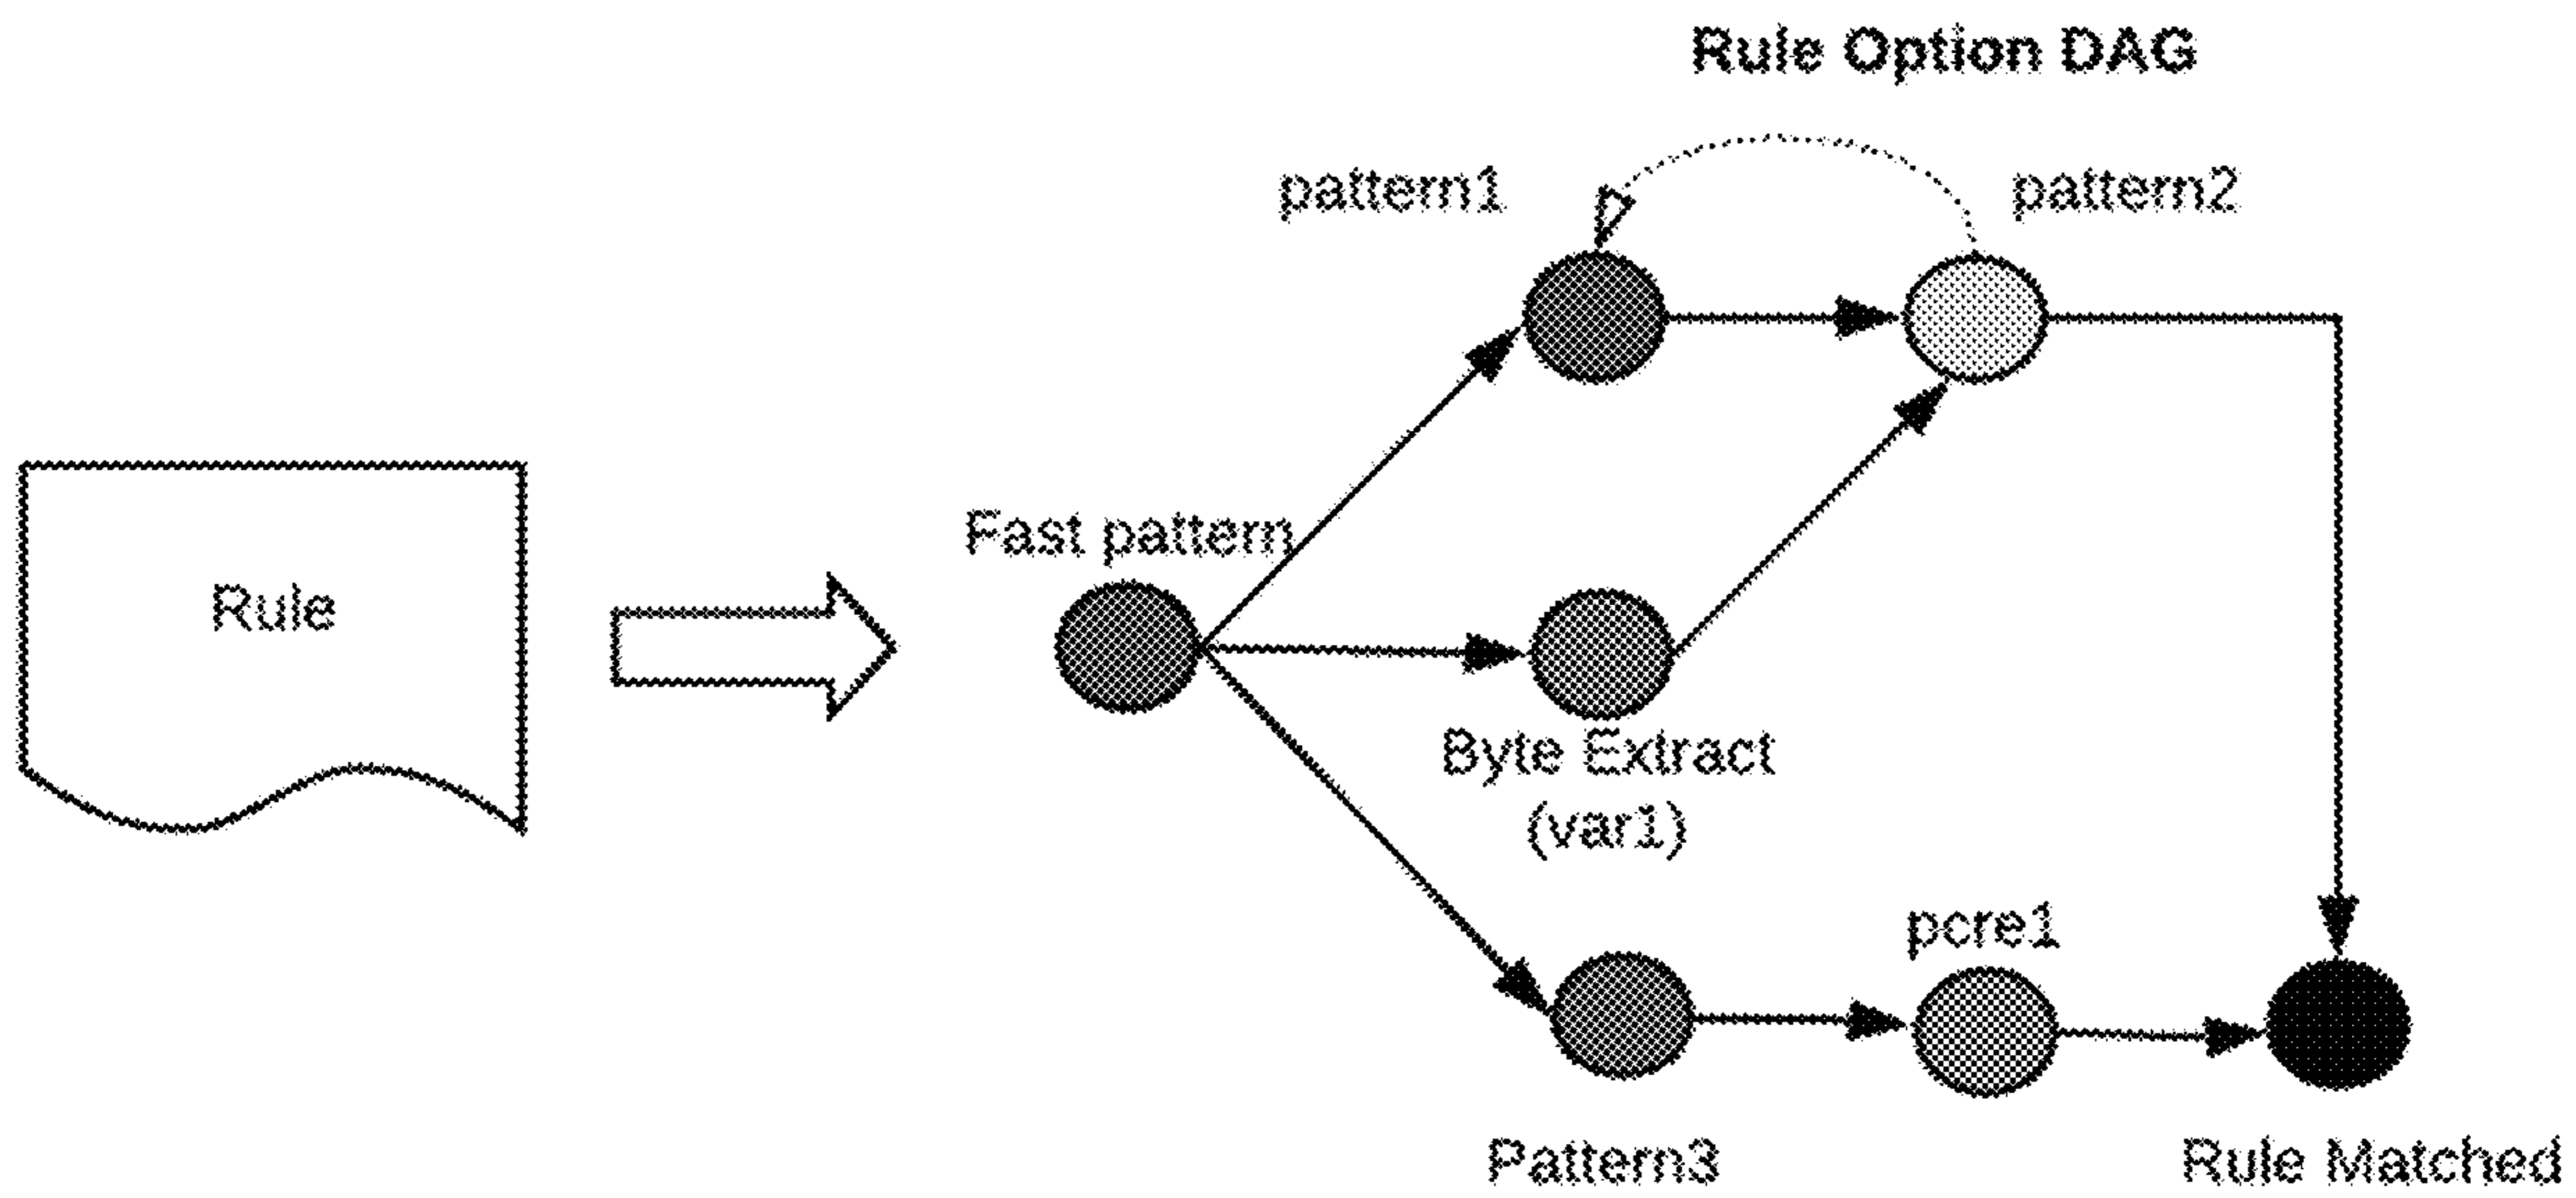 Rule Option DAG
pattern1
pattern2
Fast pattern
Rule
Byte Extract
(var1)
pcre1
Pattern3
Rule Matched